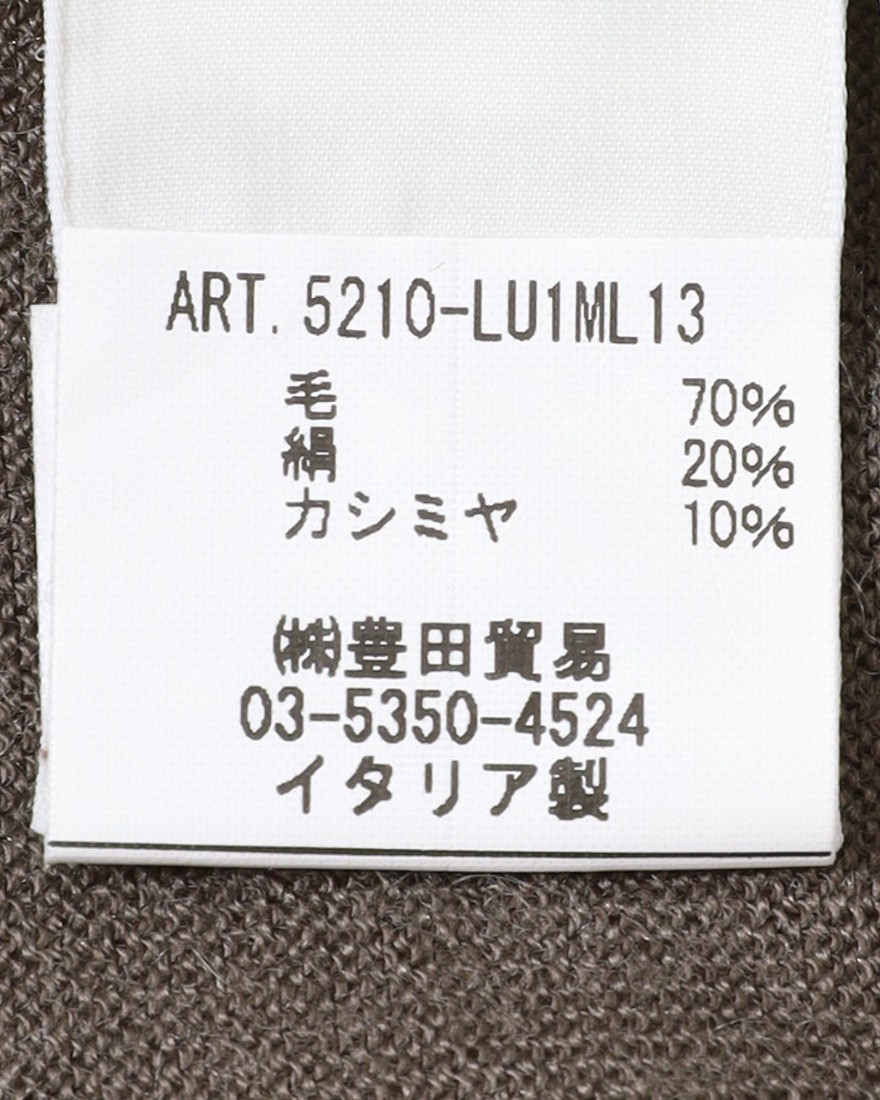 ART. 5210-LU1ML13
毛 70%
絹 20%
カシミヤ 10%
㈱豊田貿易
03-5350-4524
イタリア製